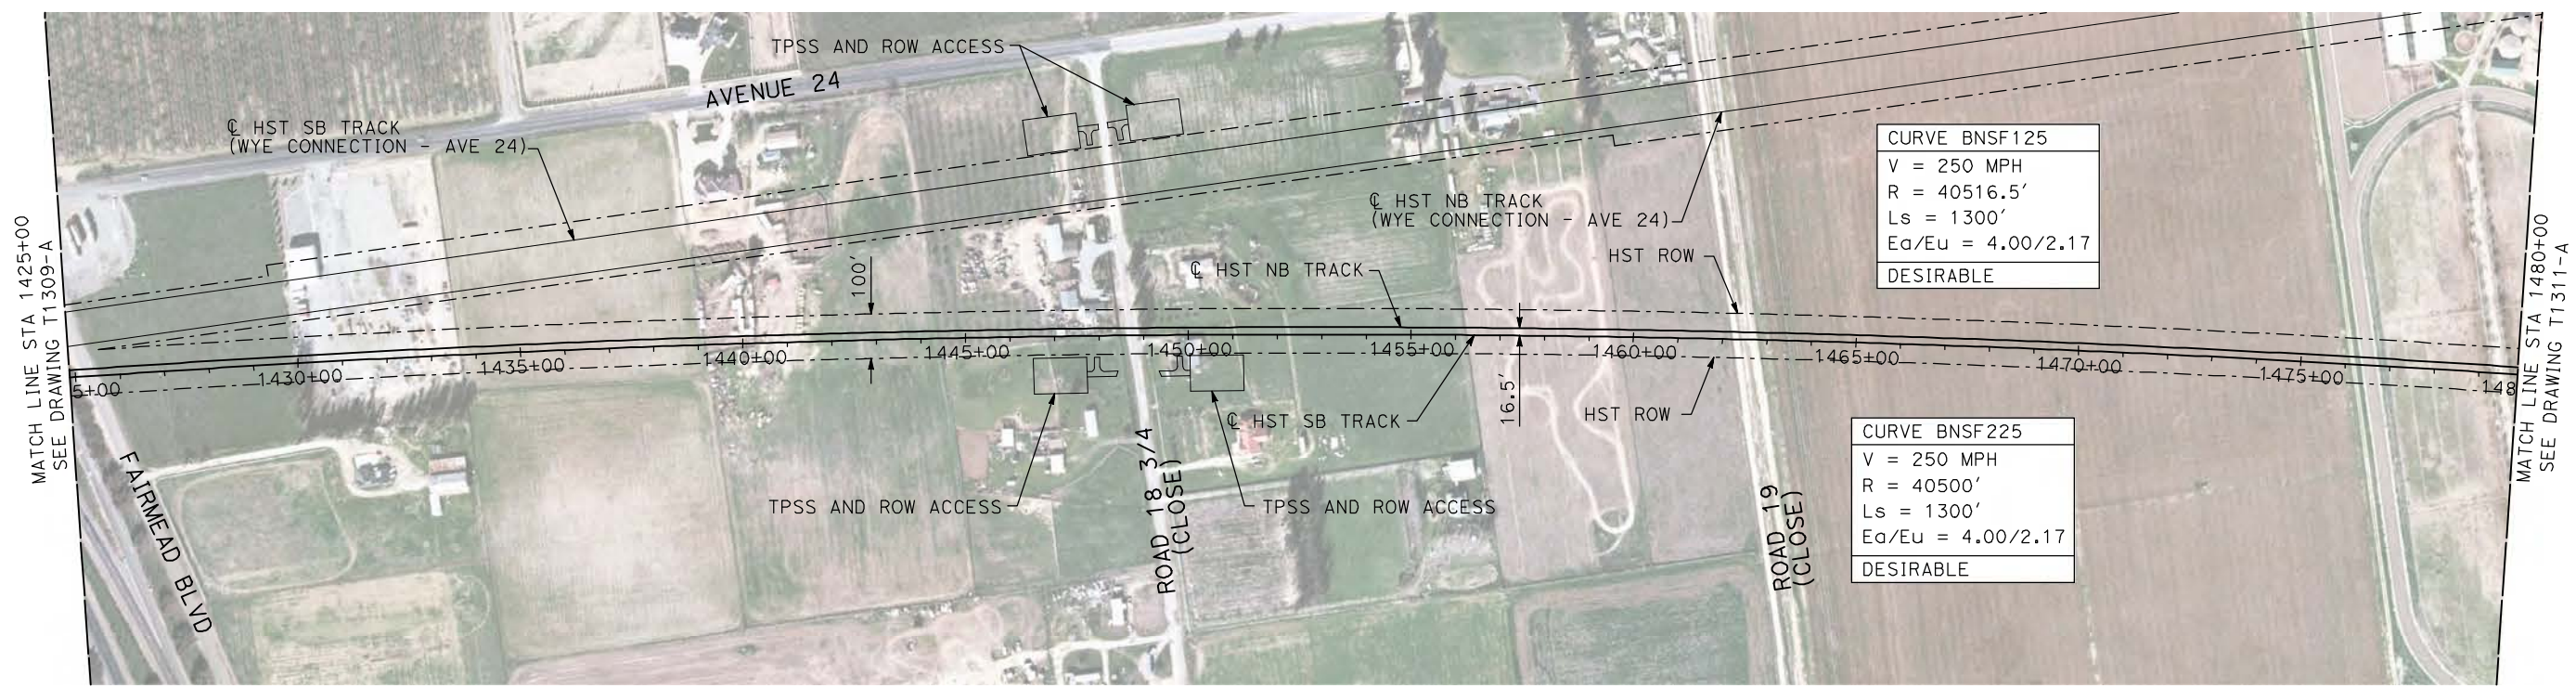 TPSS AND ROW ACCESS
AVENUE 24
℄ HST SB TRACK
(WYE CONNECTION - AVE 24)
MATCH LINE STA 1425+00
SEE DRAWING T1309-A
100'
℄ HST NB TRACK
(WYE CONNECTION - AVE 24)
℄ HST NB TRACK
HST ROW
CURVE BNSF125
V = 250 MPH
R = 40516.5'
Ls = 1300'
Ea/Eu = 4.00/2.17
DESIRABLE
MATCH LINE STA 1480+00
SEE DRAWING T1311-A
5+00
1430+00
1435+00
1440+00
1445+00
1450+00
1455+00
1460+00
1465+00
1470+00
1475+00
148
16.5'
℄ HST SB TRACK
HST ROW
FAIRMEAD BLVD
TPSS AND ROW ACCESS
ROAD 18 3/4
(CLOSE)
TPSS AND ROW ACCESS
ROAD 19
(CLOSE)
CURVE BNSF225
V = 250 MPH
R = 40500'
Ls = 1300'
Ea/Eu = 4.00/2.17
DESIRABLE